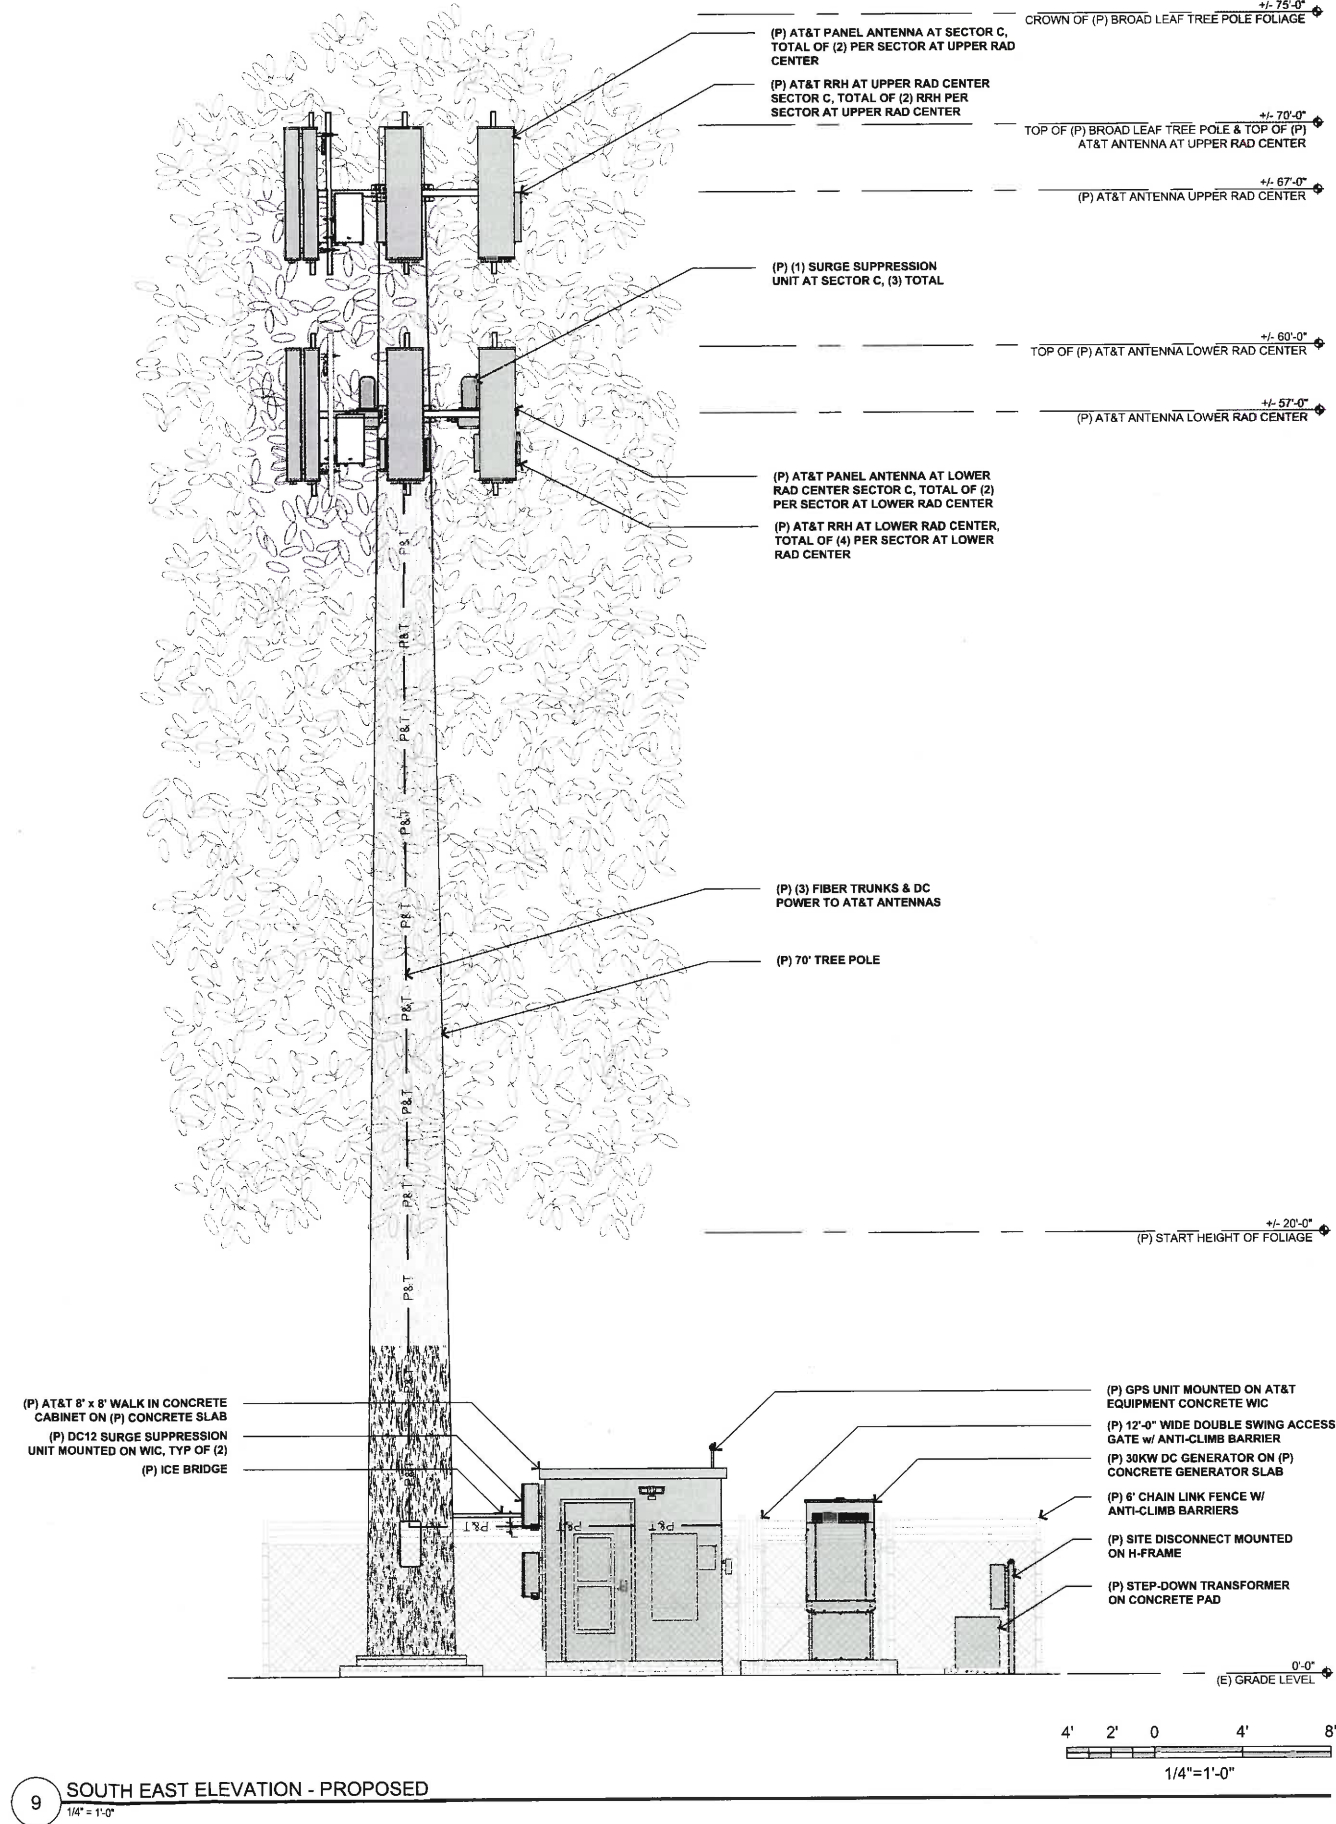 +/- 75'-0"
CROWN OF (P) BROAD LEAF TREE POLE FOLIAGE
(P) AT&T PANEL ANTENNA AT SECTOR C,
TOTAL OF (2) PER SECTOR AT UPPER RAD
CENTER
(P) AT&T RRH AT UPPER RAD CENTER
SECTOR C, TOTAL OF (2) RRH PER
SECTOR AT UPPER RAD CENTER
+/- 70'-0"
TOP OF (P) BROAD LEAF TREE POLE & TOP OF (P)
AT&T ANTENNA AT UPPER RAD CENTER
+/- 67'-0"
(P) AT&T ANTENNA UPPER RAD CENTER
(P) (1) SURGE SUPPRESSION
UNIT AT SECTOR C, (3) TOTAL
+/- 60'-0"
TOP OF (P) AT&T ANTENNA LOWER RAD CENTER
+/- 57'-0"
(P) AT&T ANTENNA LOWER RAD CENTER
(P) AT&T PANEL ANTENNA AT LOWER
RAD CENTER SECTOR C, TOTAL OF (2)
PER SECTOR AT LOWER RAD CENTER
(P) AT&T RRH AT LOWER RAD CENTER,
TOTAL OF (4) PER SECTOR AT LOWER
RAD CENTER
P&T
P&T
P&T
P&T
P&T
(P) (3) FIBER TRUNKS & DC
POWER TO AT&T ANTENNAS
(P) 70' TREE POLE
P&T
P&T
P&T
+/- 20'-0"
(P) START HEIGHT OF FOLIAGE
P&T
P&T
P&T
(P) AT&T 8' x 8' WALK IN CONCRETE
CABINET ON (P) CONCRETE SLAB
(P) DC12 SURGE SUPPRESSION
UNIT MOUNTED ON WIC, TYP OF (2)
(P) ICE BRIDGE
(P) GPS UNIT MOUNTED ON AT&T
EQUIPMENT CONCRETE WIC
(P) 12'-0" WIDE DOUBLE SWING ACCESS
GATE w/ ANTI-CLIMB BARRIER
(P) 30KW DC GENERATOR ON (P)
CONCRETE GENERATOR SLAB
(P) 6' CHAIN LINK FENCE W/
ANTI-CLIMB BARRIERS
P&T
P&T
P&T
(P) SITE DISCONNECT MOUNTED
ON H-FRAME
(P) STEP-DOWN TRANSFORMER
ON CONCRETE PAD
0'-0"
(E) GRADE LEVEL
4' 2' 0 4' 8'
1/4"=1'-0"
9 SOUTH EAST ELEVATION - PROPOSED
1/4" = 1'-0"